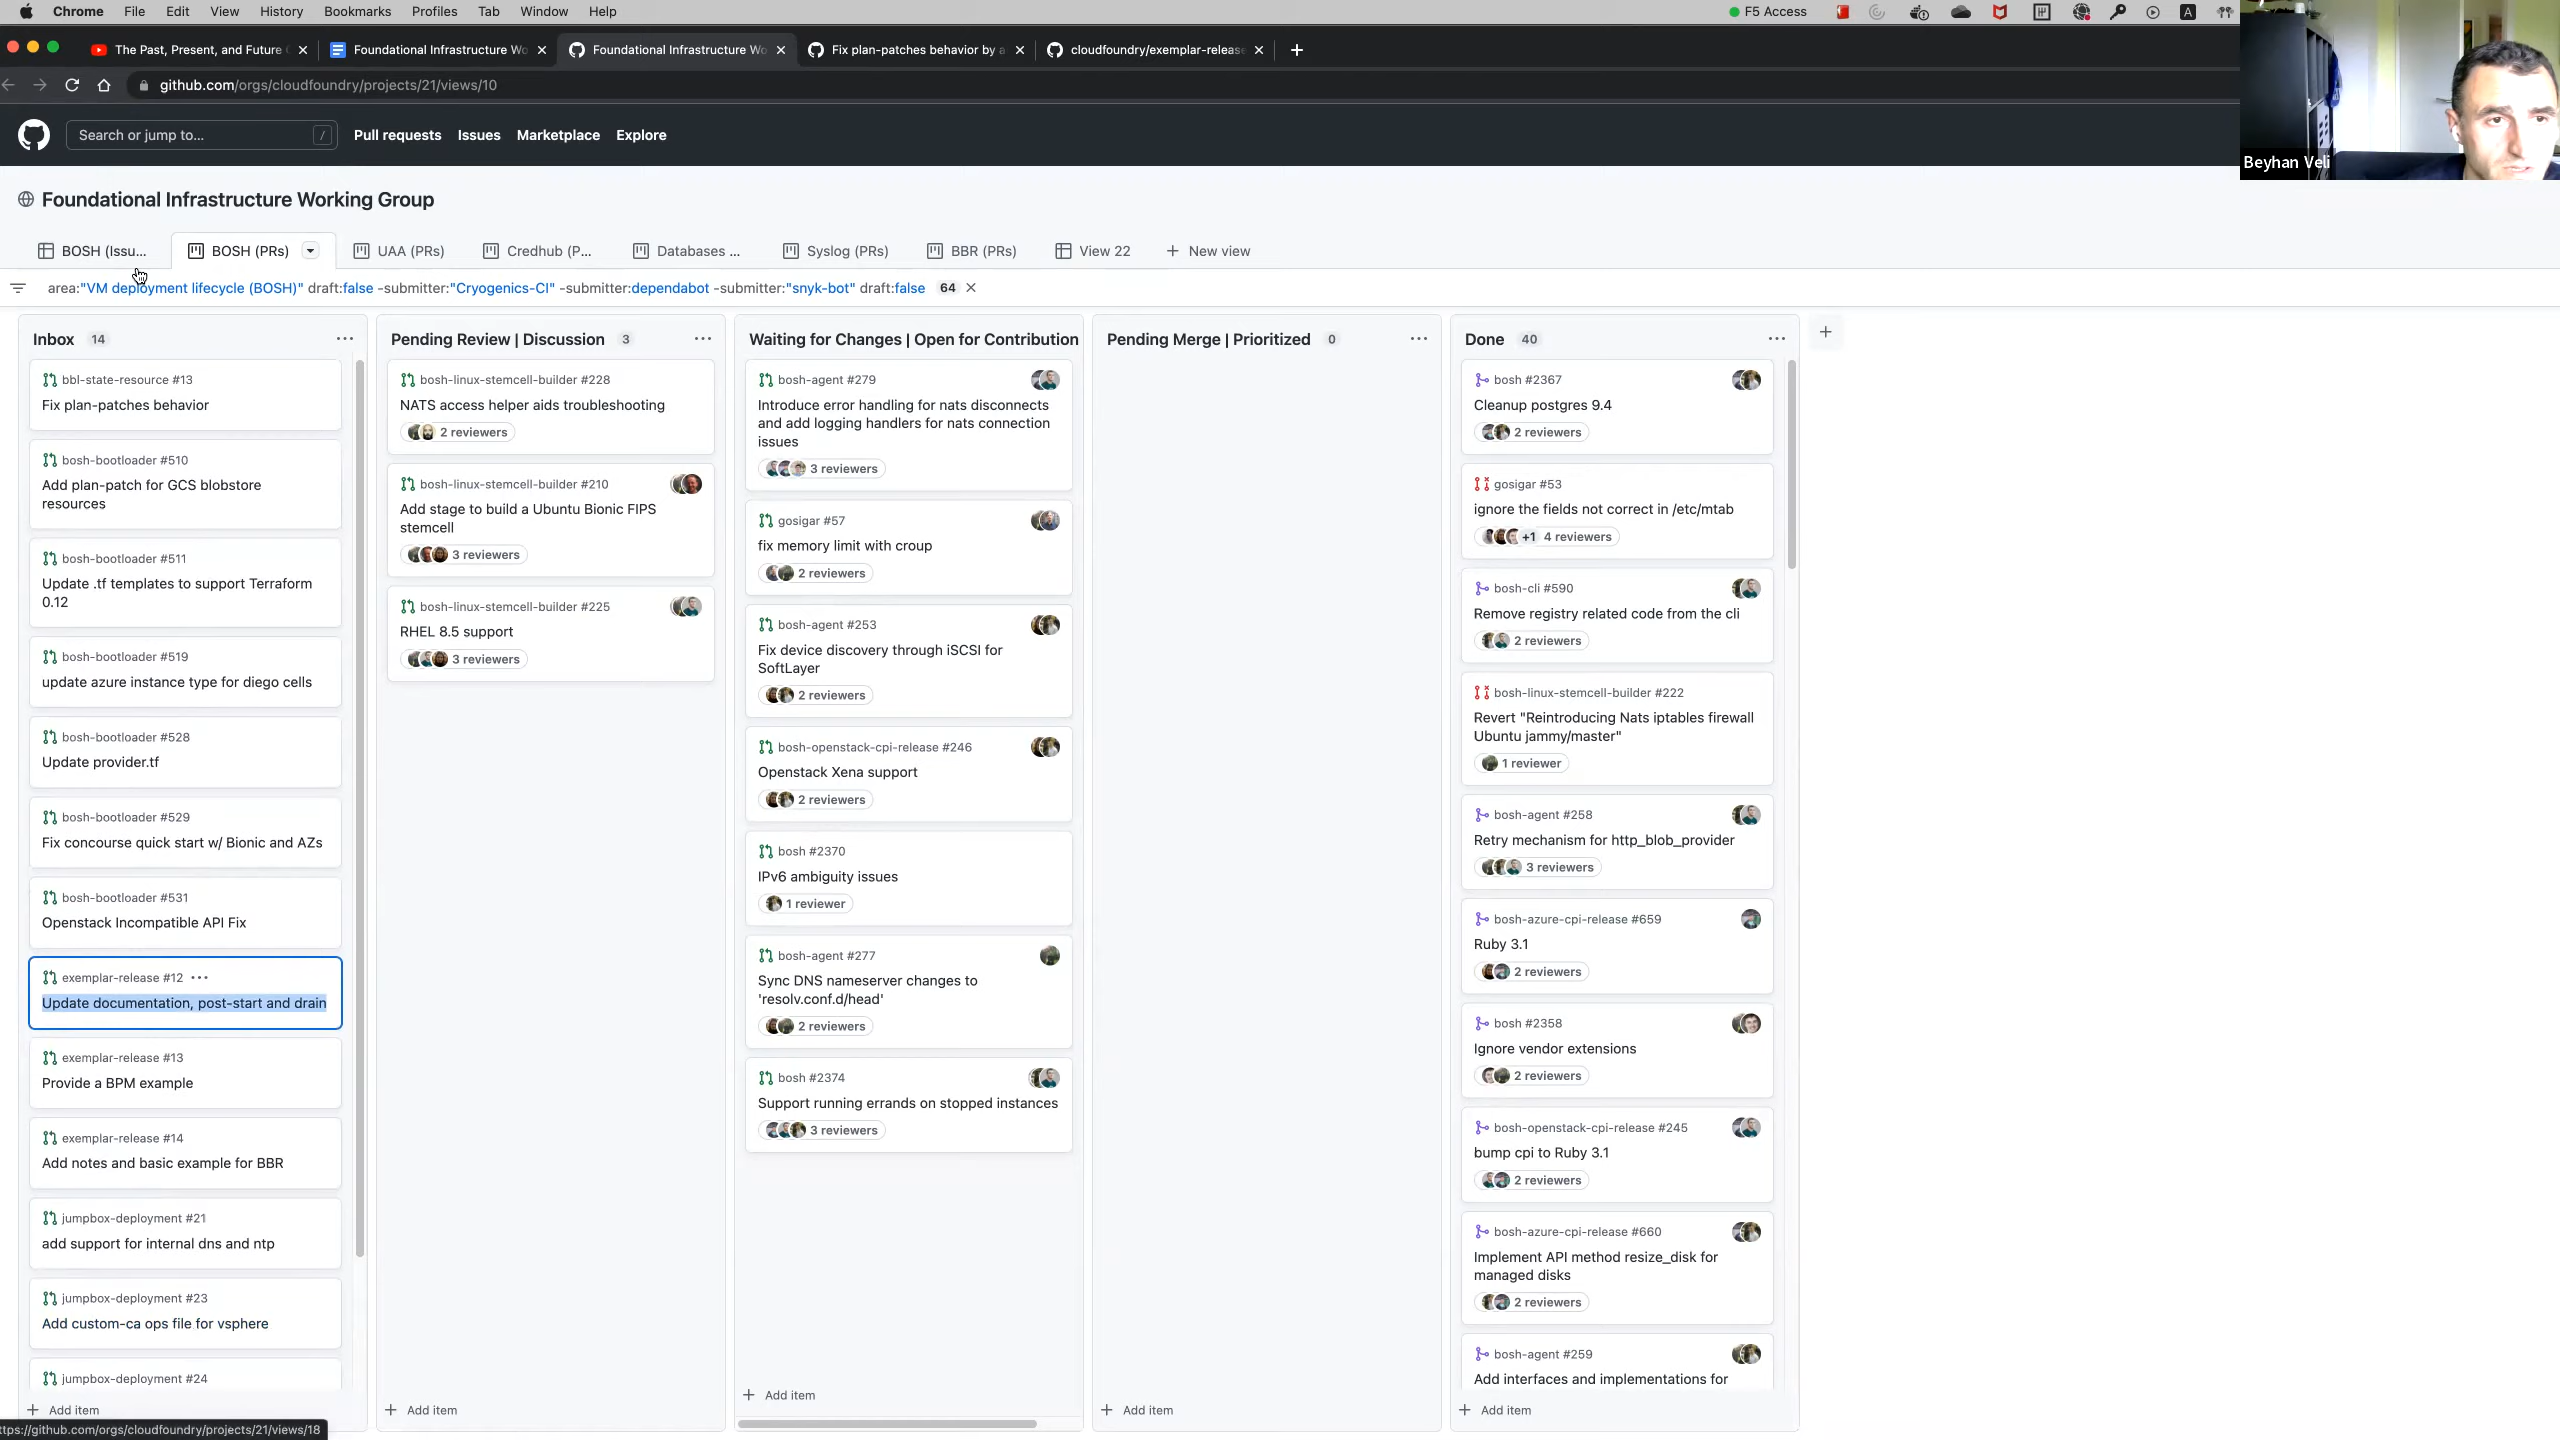 Chrome File Edit View History Bookmarks Profiles Tab Window Help
F5 Access
A
The Past, Present, and Future
Foundational Infrastructure Wo
Foundational Infrastructure Wo
Fix plan-patches behavior by a
cloudfoundry/exemplar-release
github.com/orgs/cloudfoundry/projects/21/views/10
Search or jump to... /
Pull requests Issues Marketplace Explore
Beyhan Veli
Foundational Infrastructure Working Group
BOSH (Issu... BOSH (PRs) UAA (PRs) Credhub (P... Databases ... Syslog (PRs) BBR (PRs) View 22 + New view
area:"VM deployment lifecycle (BOSH)" draft:false -submitter:"Cryogenics-CI" -submitter:dependabot -submitter:"snyk-bot" draft:false 64
Inbox 14
bbl-state-resource #13
Fix plan-patches behavior
bosh-bootloader #510
Add plan-patch for GCS blobstore
resources
bosh-bootloader #511
Update .tf templates to support Terraform
0.12
bosh-bootloader #519
update azure instance type for diego cells
bosh-bootloader #528
Update provider.tf
bosh-bootloader #529
Fix concourse quick start w/ Bionic and AZs
bosh-bootloader #531
Openstack Incompatible API Fix
exemplar-release #12 ...
Update documentation, post-start and drain
exemplar-release #13
Provide a BPM example
exemplar-release #14
Add notes and basic example for BBR
jumpbox-deployment #21
add support for internal dns and ntp
jumpbox-deployment #23
Add custom-ca ops file for vsphere
jumpbox-deployment #24
+ Add item
Pending Review | Discussion 3
bosh-linux-stemcell-builder #228
NATS access helper aids troubleshooting
2 reviewers
bosh-linux-stemcell-builder #210
Add stage to build a Ubuntu Bionic FIPS
stemcell
3 reviewers
bosh-linux-stemcell-builder #225
RHEL 8.5 support
3 reviewers
+ Add item
Waiting for Changes | Open for Contribution
bosh-agent #279
Introduce error handling for nats disconnects
and add logging handlers for nats connection
issues
3 reviewers
gosigar #57
fix memory limit with croup
2 reviewers
bosh-agent #253
Fix device discovery through iSCSI for
SoftLayer
2 reviewers
bosh-openstack-cpi-release #246
Openstack Xena support
2 reviewers
bosh #2370
IPv6 ambiguity issues
1 reviewer
bosh-agent #277
Sync DNS nameserver changes to
'resolv.conf.d/head'
2 reviewers
bosh #2374
Support running errands on stopped instances
3 reviewers
+ Add item
Pending Merge | Prioritized 0
+ Add item
Done 40
bosh #2367
Cleanup postgres 9.4
2 reviewers
gosigar #53
ignore the fields not correct in /etc/mtab
+1 4 reviewers
bosh-cli #590
Remove registry related code from the cli
2 reviewers
bosh-linux-stemcell-builder #222
Revert "Reintroducing Nats iptables firewall
Ubuntu jammy/master"
1 reviewer
bosh-agent #258
Retry mechanism for http_blob_provider
3 reviewers
bosh-azure-cpi-release #659
Ruby 3.1
2 reviewers
bosh #2358
Ignore vendor extensions
2 reviewers
bosh-openstack-cpi-release #245
bump cpi to Ruby 3.1
2 reviewers
bosh-azure-cpi-release #660
Implement API method resize_disk for
managed disks
2 reviewers
bosh-agent #259
Add interfaces and implementations for
+ Add item
ttps://github.com/orgs/cloudfoundry/projects/21/views/18